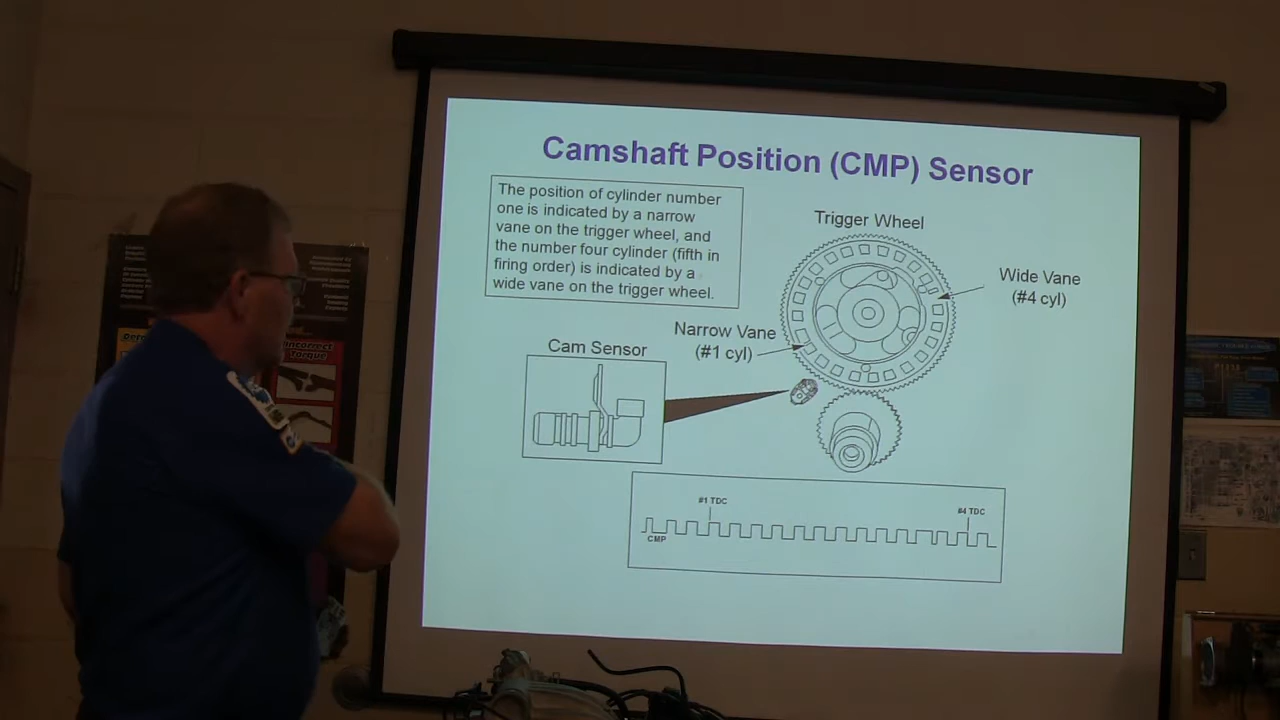 Camshaft Position (CMP) Sensor
The position of cylinder number
one is indicated by a narrow
vane on the trigger wheel, and
the number four cylinder (fifth in
firing order) is indicated by a
wide vane on the trigger wheel.
Trigger Wheel
Wide Vane
(#4 cyl)
Narrow Vane
(#1 cyl)
Cam Sensor
#1 TDC
#4 TDC
CMP
Incorrect
Torque